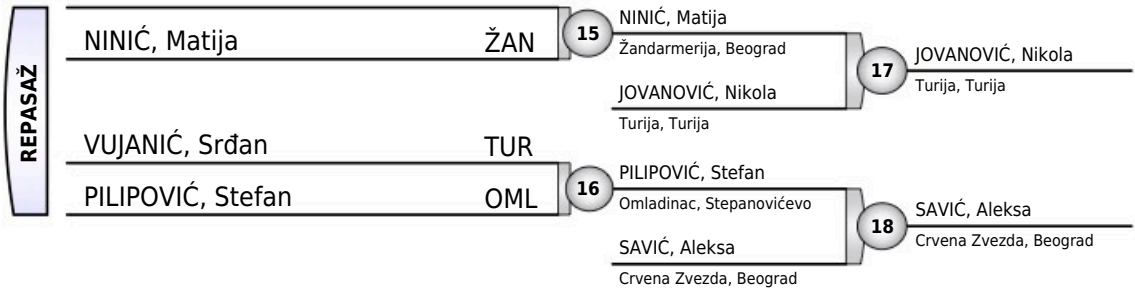 REPASAŽ
NINIĆ, Matija ŽAN
VUJANIĆ, Srđan TUR
PILIPOVIĆ, Stefan OML
15
NINIĆ, Matija
Žandarmerija, Beograd
JOVANOVIĆ, Nikola
Turija, Turija
16
PILIPOVIĆ, Stefan
Omladinac, Stepanovićevo
SAVIĆ, Aleksa
Crvena Zvezda, Beograd
17
JOVANOVIĆ, Nikola
Turija, Turija
18
SAVIĆ, Aleksa
Crvena Zvezda, Beograd